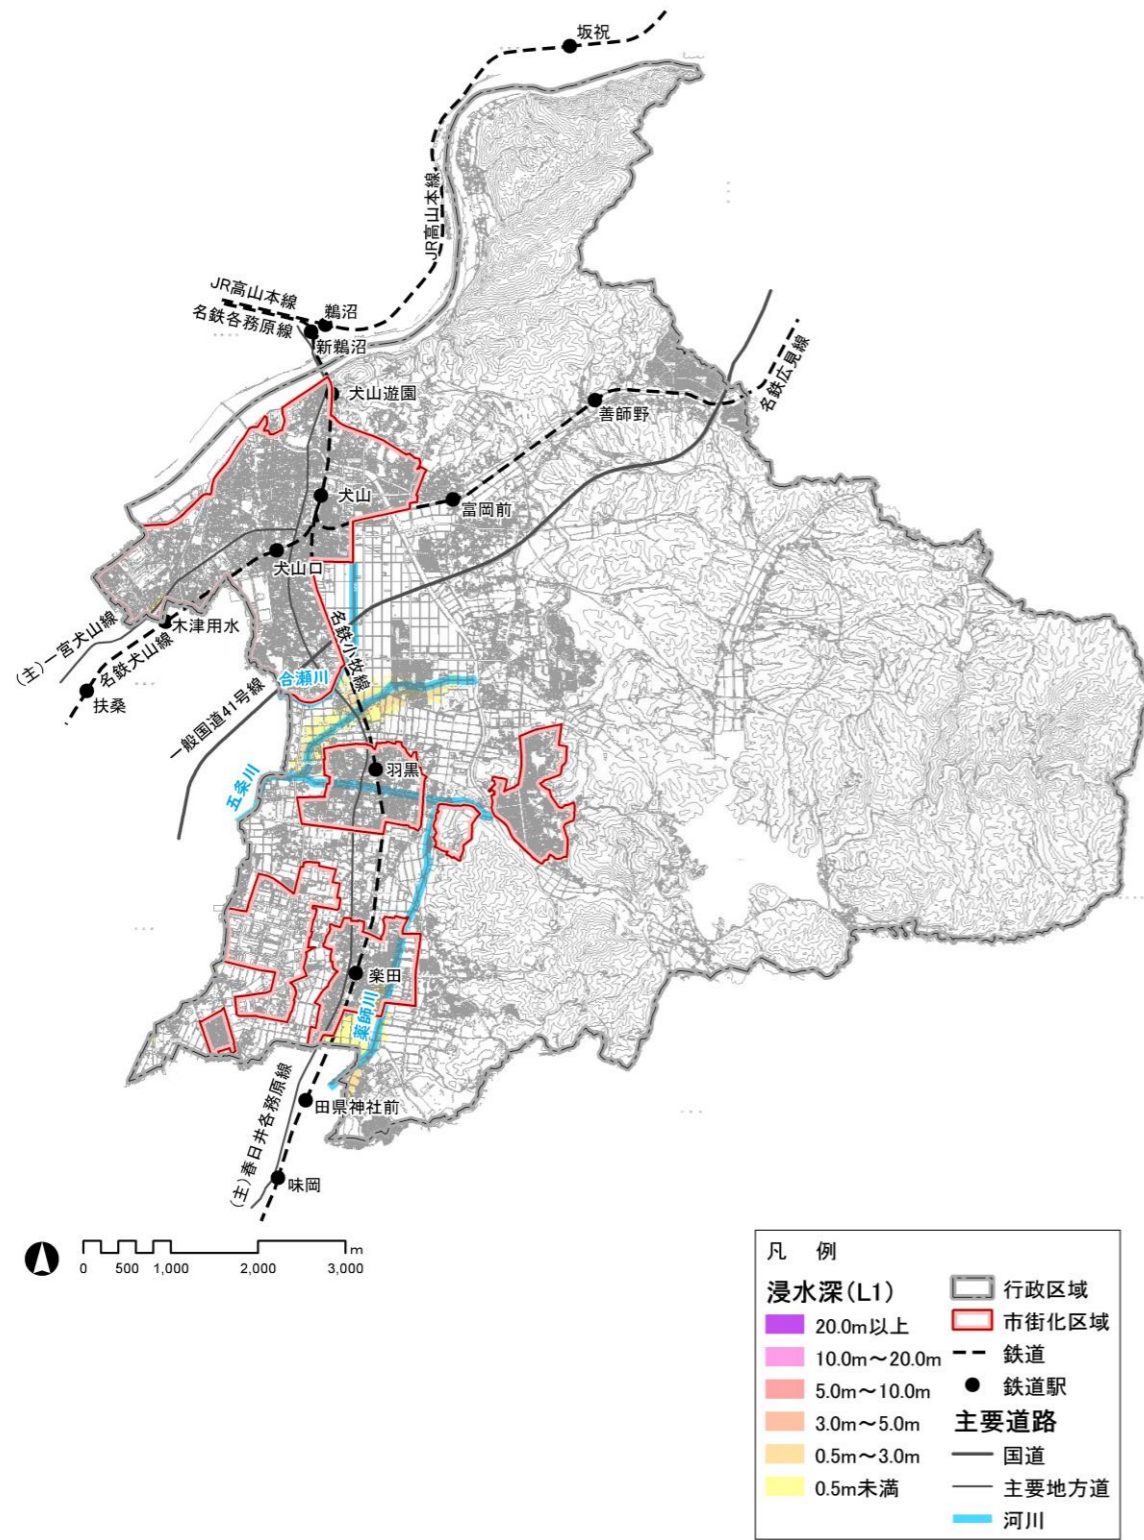 坂祝
JR高山本線
JR高山本線
名鉄各務原線
鵜沼
新鵜沼
犬山遊園
善師野
名鉄広見線
犬山
富岡前
犬山口
木津用水
(主)一宮犬山線
名鉄犬山線
扶桑
名鉄小牧線
合瀬川
一般国道41号線
五条川
羽黒
楽田
薬師川
(主)春日井各務原線
田県神社前
味岡
0 500 1,000 2,000 3,000 m
凡 例
浸水深(L1)
20.0m以上
10.0m~20.0m
5.0m~10.0m
3.0m~5.0m
0.5m~3.0m
0.5m未満
行政区域
市街化区域
鉄道
鉄道駅
主要道路
国道
主要地方道
河川